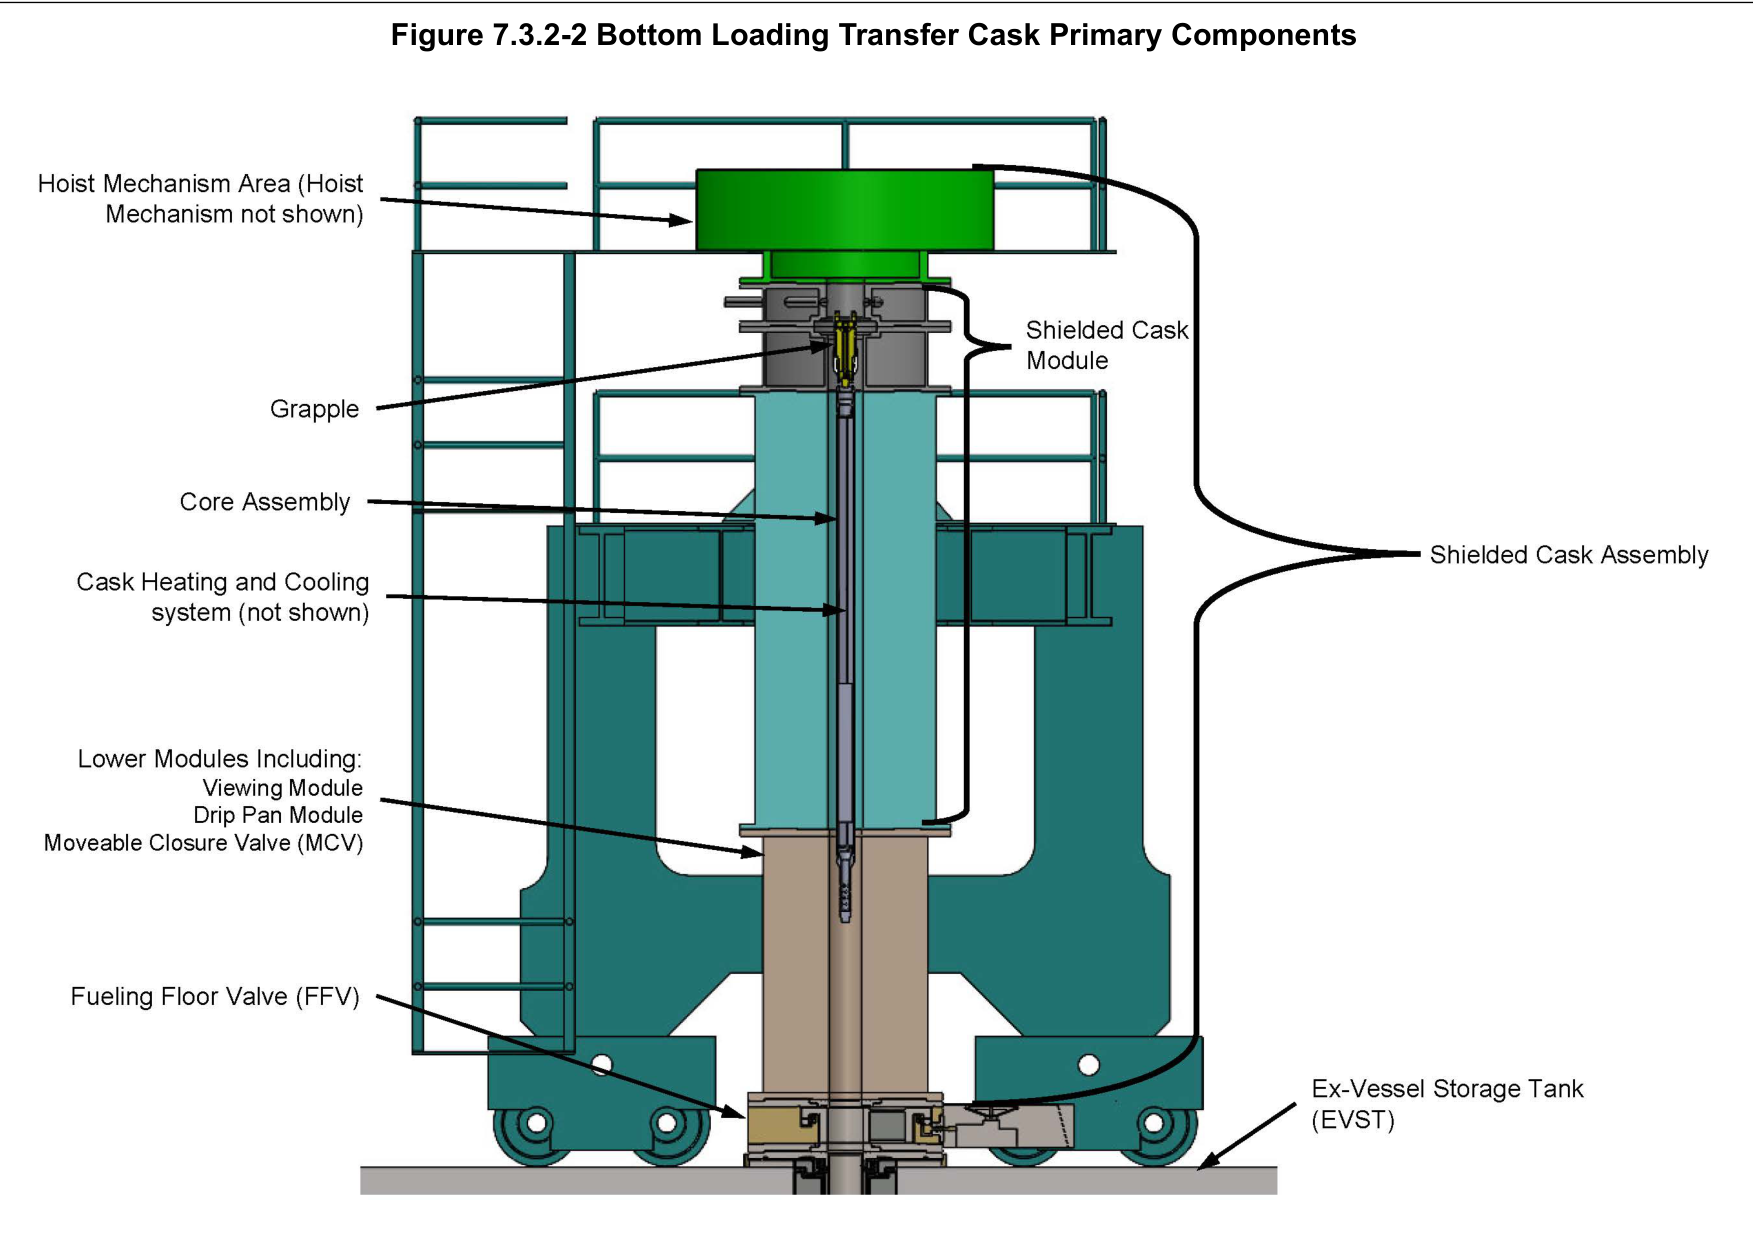 Figure 7.3.2-2 Bottom Loading Transfer Cask Primary Components
Hoist Mechanism Area (Hoist
Mechanism not shown)
Shielded Cask
Module
Grapple
Core Assembly
Shielded Cask Assembly
Cask Heating and Cooling
system (not shown)
Lower Modules Including:
Viewing Module
Drip Pan Module
Moveable Closure Valve (MCV)
Fueling Floor Valve (FFV)
Ex-Vessel Storage Tank
(EVST)